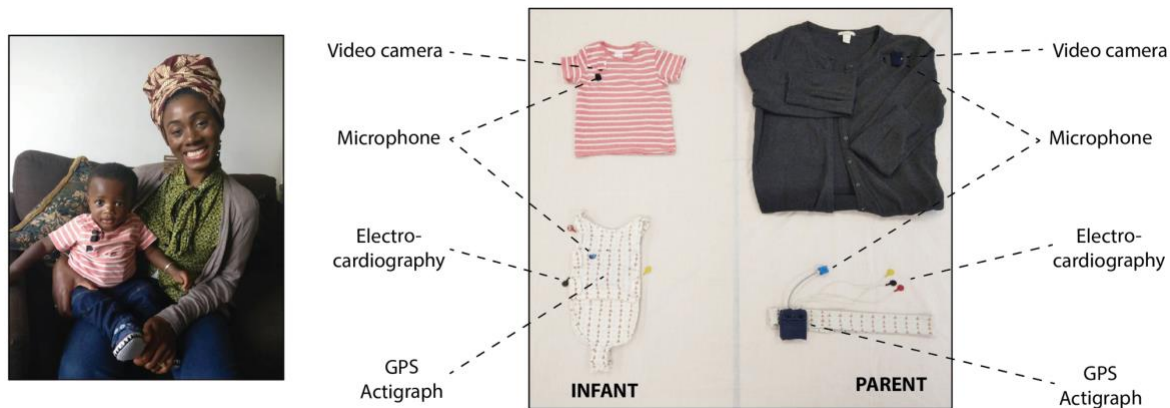 Video camera
Microphone
Electro-
cardiography
GPS
Actigraph
INFANT
PARENT
Video camera
Microphone
Electro-
cardiography
GPS
Actigraph